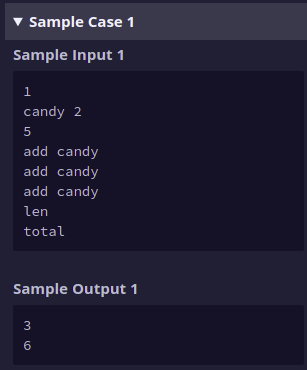 ▼ Sample Case 1
Sample Input 1
1
candy 2
5
add candy
add candy
add candy
len
total
Sample Output 1
3
6